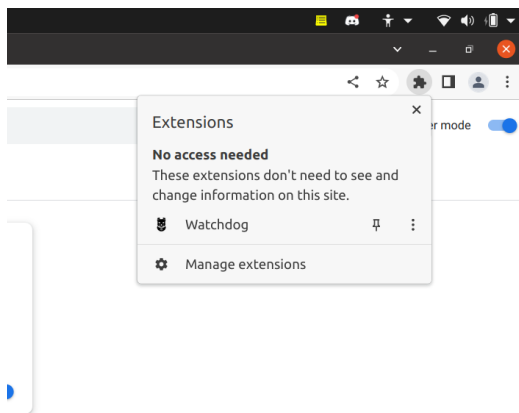 Extensions
er mode
No access needed
These extensions don't need to see and
change information on this site.
Watchdog
Manage extensions